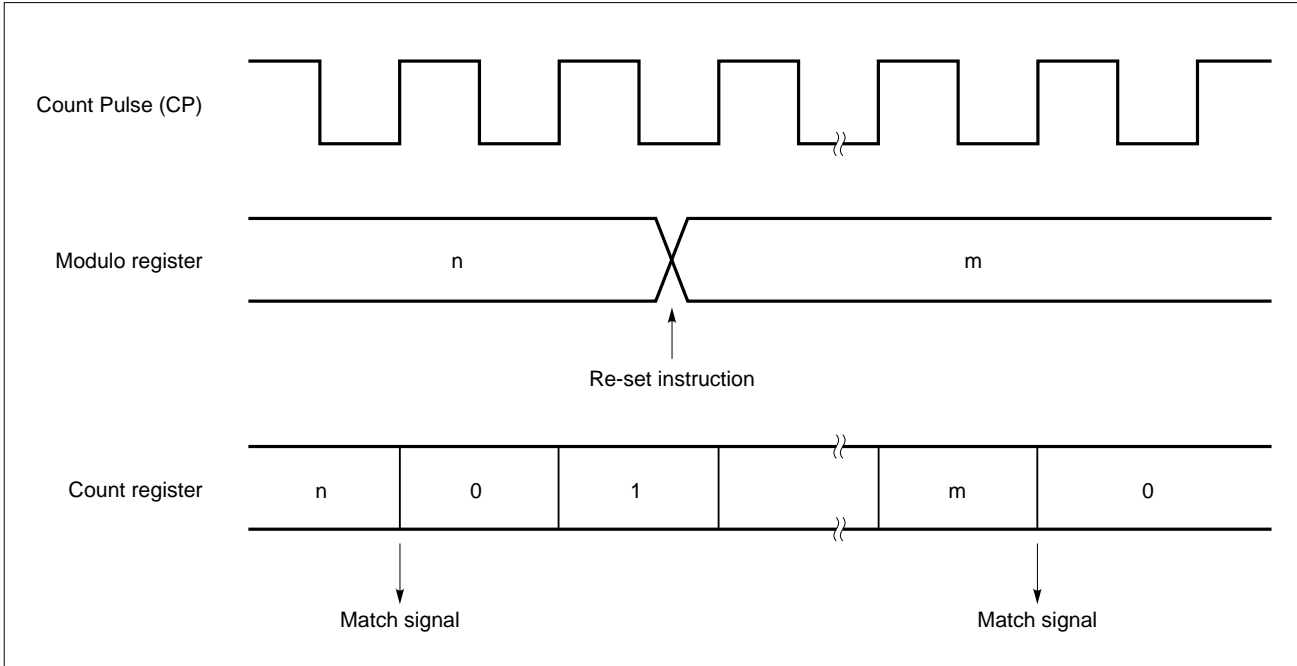 Count Pulse (CP)
Modulo register
n
m
Re-set instruction
Count register
n
0
1
m
0
Match signal
Match signal